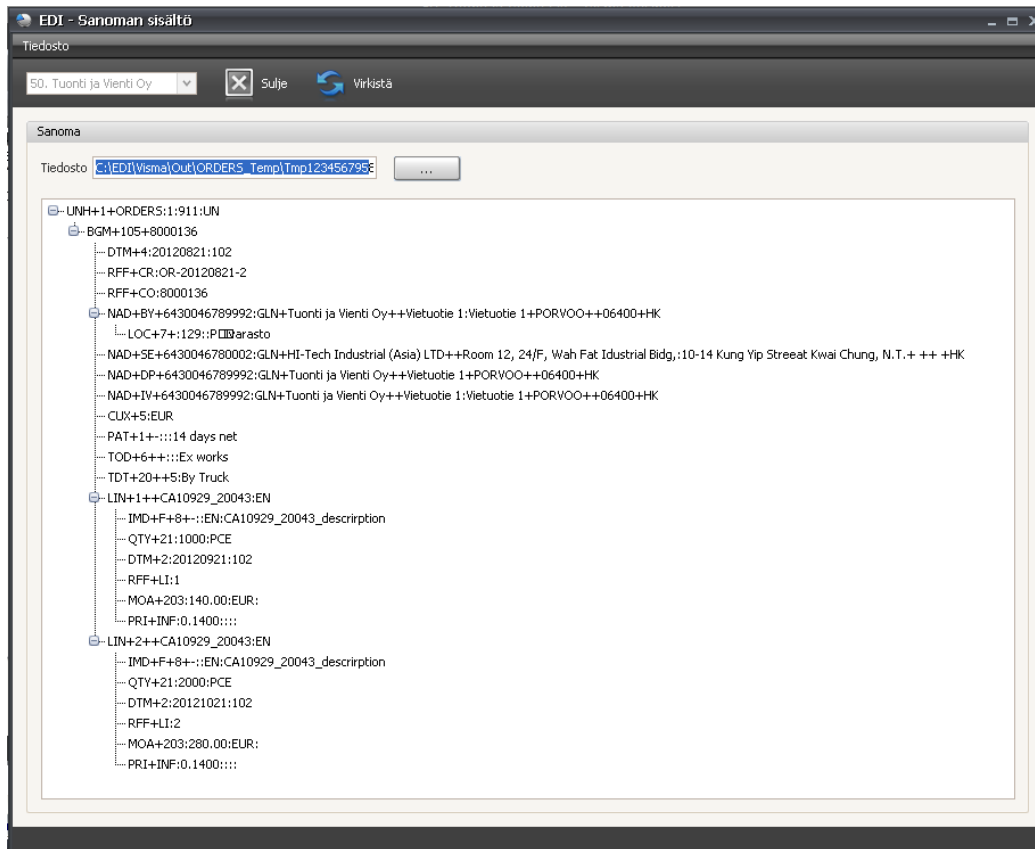 EDI - Sanoman sisältö
Tiedosto
50. Tuonti ja Vienti Oy
Sulje
Virkistä
Sanoma
Tiedosto C:\EDI\Visma\Out\ORDERS_Temp\Tmp123456795 ...
UNH+1+ORDERS:1:911:UN
BGM+105+8000136
DTM+4:20120821:102
RFF+CR:OR-20120821-2
RFF+CO:8000136
NAD+BY+6430046789992:GLN+Tuonti ja Vienti Oy++Vietuotie 1:Vietuotie 1+PORVOO++06400+HK
LOC+7+:129::P□□arasto
NAD+SE+6430046780002:GLN+HI-Tech Industrial (Asia) LTD++Room 12, 24/F, Wah Fat Idustrial Bidg,:10-14 Kung Yip Streeat Kwai Chung, N.T.+ ++ +HK
NAD+DP+6430046789992:GLN+Tuonti ja Vienti Oy++Vietuotie 1+PORVOO++06400+HK
NAD+IV+6430046789992:GLN+Tuonti ja Vienti Oy++Vietuotie 1:Vietuotie 1+PORVOO++06400+HK
CUX+5:EUR
PAT+1+-:::14 days net
TOD+6++:::Ex works
TDT+20++5:By Truck
LIN+1++CA10929_20043:EN
IMD+F+8+-::EN:CA10929_20043_descrirption
QTY+21:1000:PCE
DTM+2:20120921:102
RFF+LI:1
MOA+203:140.00:EUR:
PRI+INF:0.1400::::
LIN+2++CA10929_20043:EN
IMD+F+8+-::EN:CA10929_20043_descrirption
QTY+21:2000:PCE
DTM+2:20121021:102
RFF+LI:2
MOA+203:280.00:EUR:
PRI+INF:0.1400::::